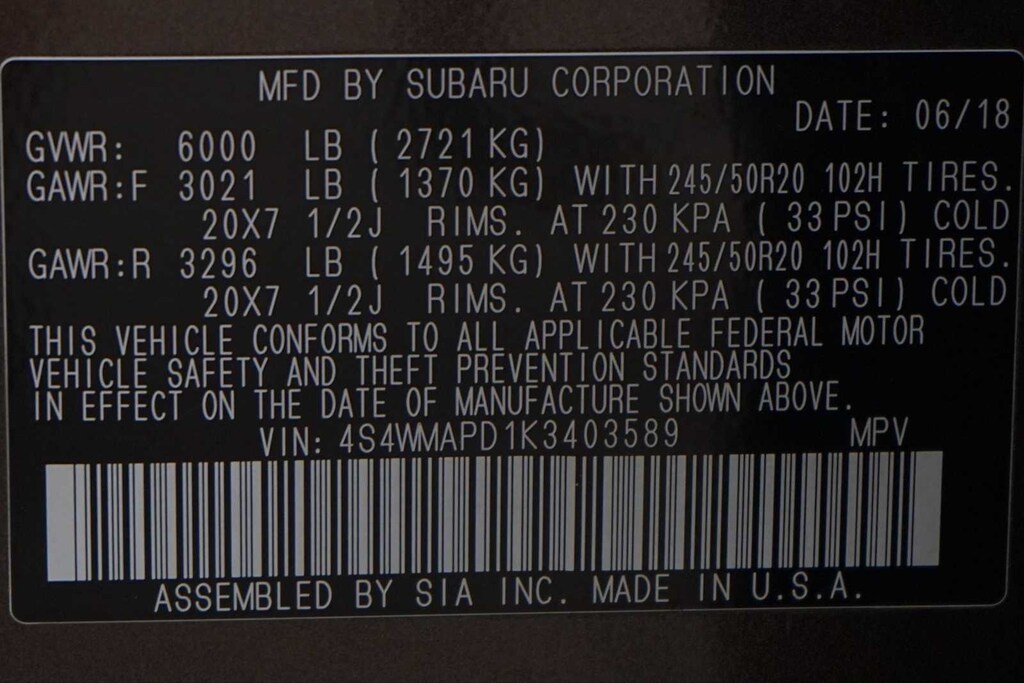 MFD BY SUBARU CORPORATION
DATE: 06/18
GVWR: 6000 LB ( 2721 KG)
GAWR:F 3021 LB ( 1370 KG) WITH 245/50R20 102H TIRES.
20X7 1/2J RIMS. AT 230 KPA ( 33 PSI) COLD
GAWR:R 3296 LB ( 1495 KG) WITH 245/50R20 102H TIRES.
20X7 1/2J RIMS. AT 230 KPA ( 33 PSI) COLD
THIS VEHICLE CONFORMS TO ALL APPLICABLE FEDERAL MOTOR
VEHICLE SAFETY AND THEFT PREVENTION STANDARDS
IN EFFECT ON THE DATE OF MANUFACTURE SHOWN ABOVE.
VIN: 4S4WMAPD1K3403589 MPV
ASSEMBLED BY SIA INC. MADE IN U.S.A.